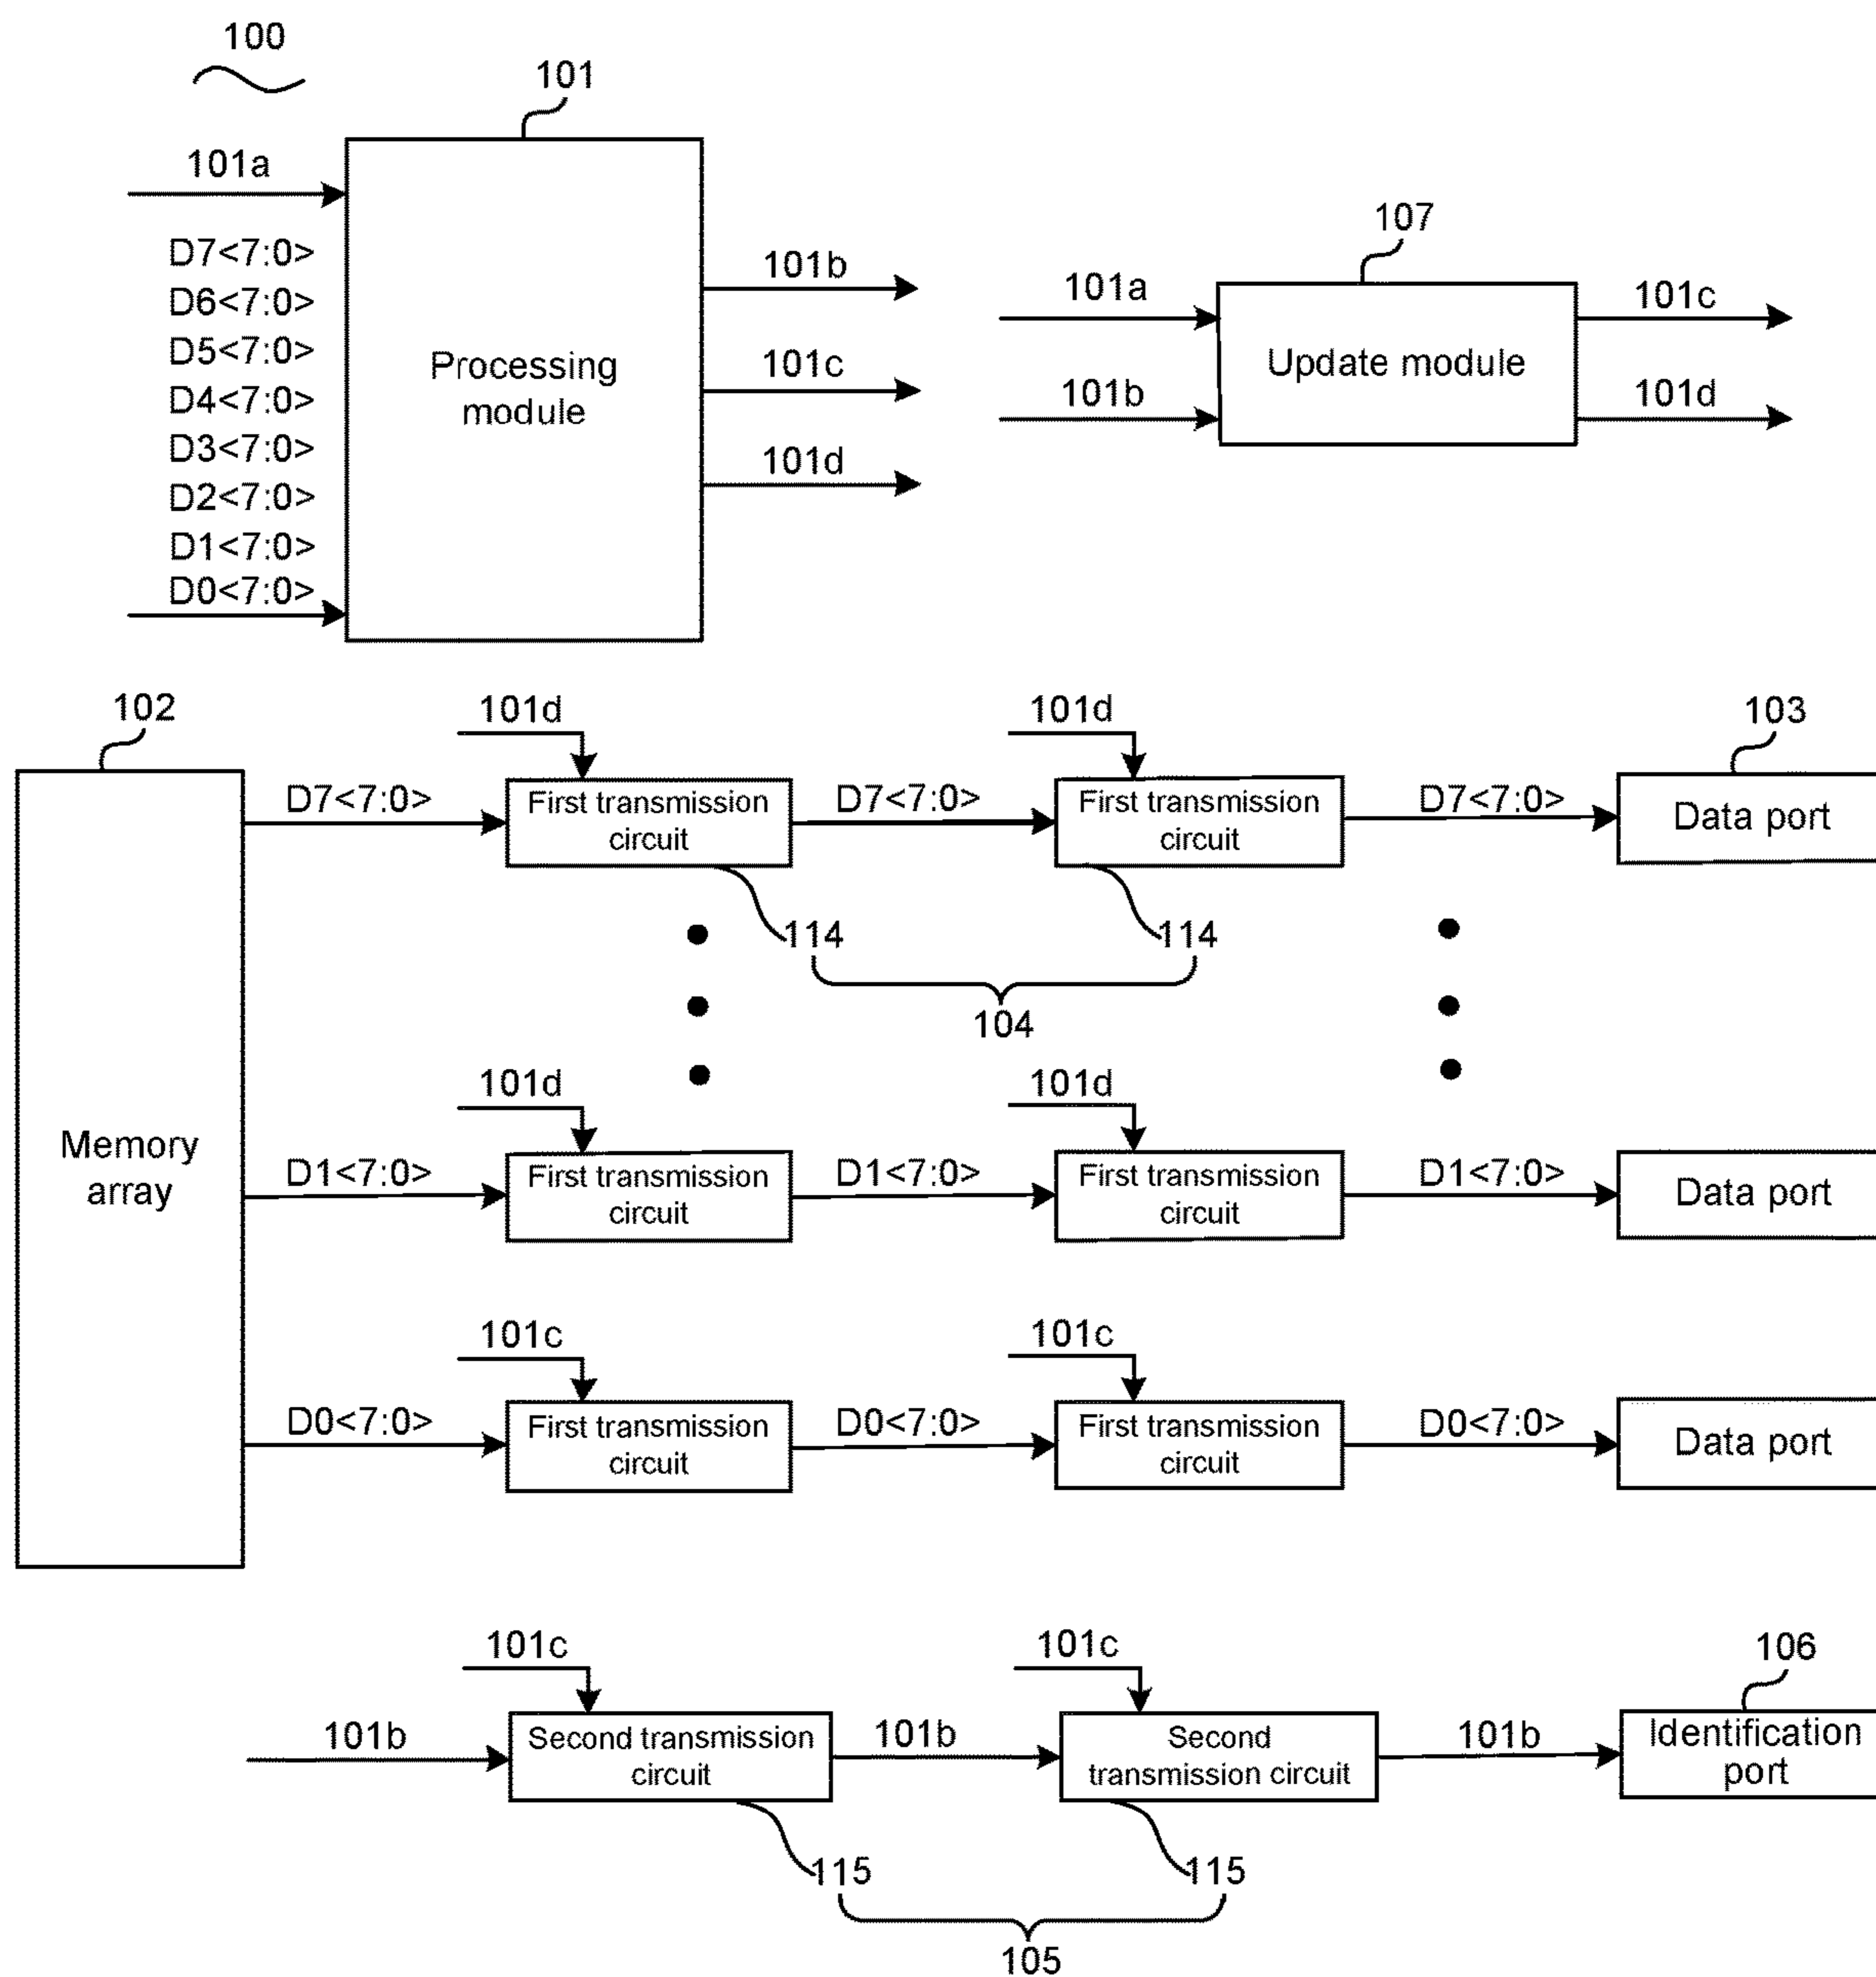 100
101
101a
D7<7:0>
D6<7:0>
D5<7:0>
D4<7:0>
D3<7:0>
D2<7:0>
D1<7:0>
D0<7:0>
Processing
module
101b
101c
101d
107
101a
101b
Update module
101c
101d
102
Memory
array
101d
101d
103
D7<7:0>
First transmission
circuit
D7<7:0>
First transmission
circuit
D7<7:0>
Data port
114
114
104
101d
101d
D1<7:0>
First transmission
circuit
D1<7:0>
First transmission
circuit
D1<7:0>
Data port
101c
101c
D0<7:0>
First transmission
circuit
D0<7:0>
First transmission
circuit
D0<7:0>
Data port
101c
101c
106
101b
Second transmission
circuit
101b
Second
transmission circuit
101b
Identification
port
115
115
105